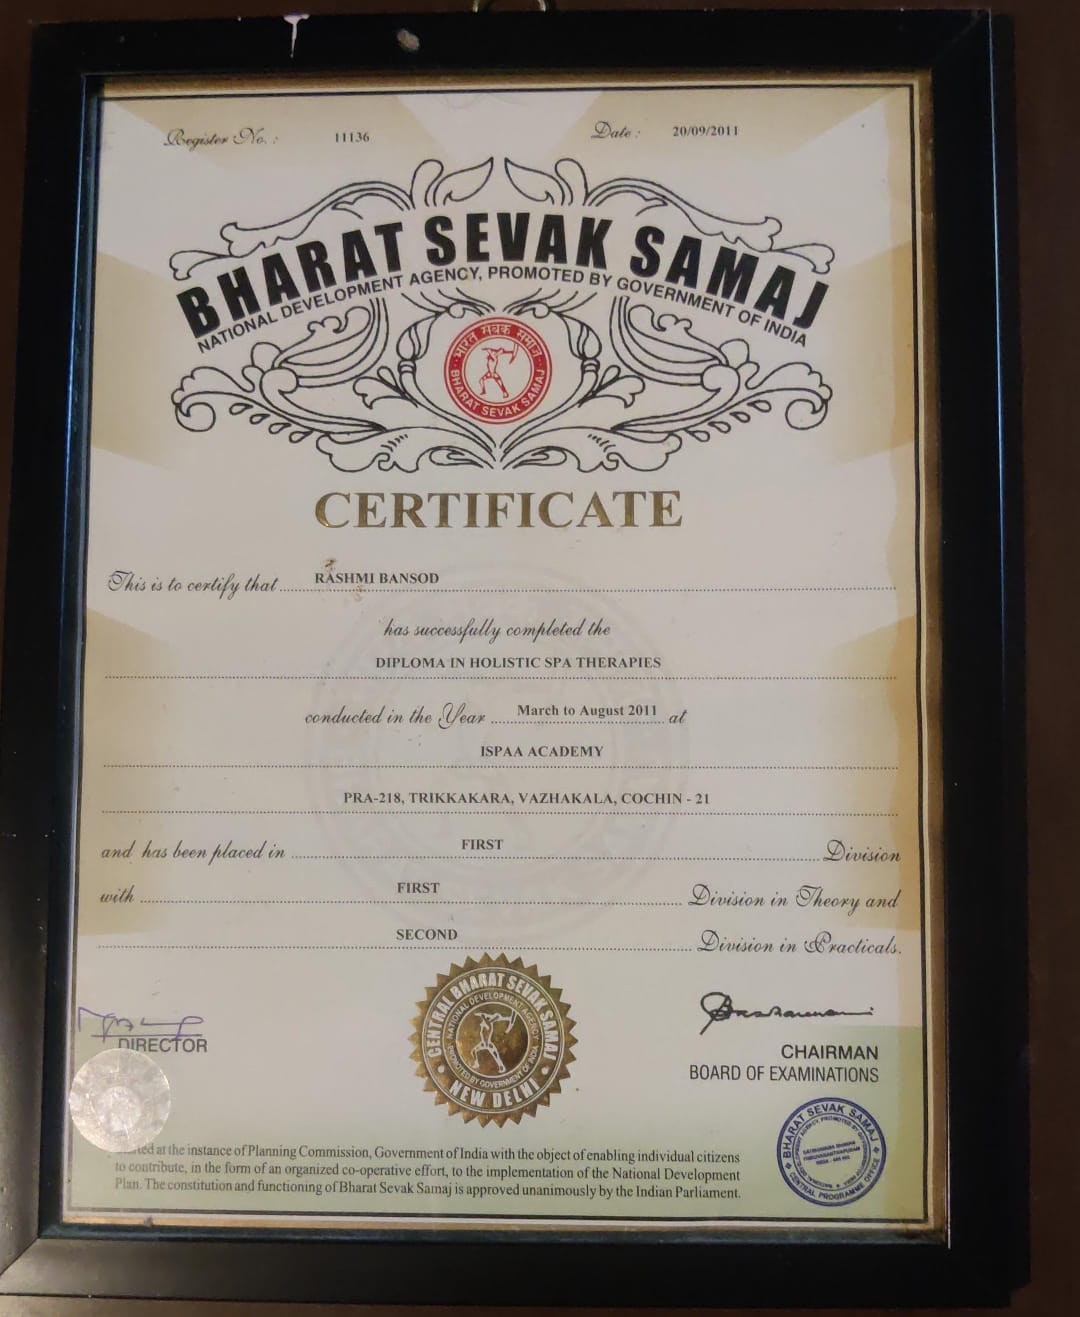 Register No. : 11136 Date : 20/09/2011
BHARAT SEVAK SAMAJ
NATIONAL DEVELOPMENT AGENCY, PROMOTED BY GOVERNMENT OF INDIA
भारत सेवक समाज
BHARAT SEVAK SAMAJ
CERTIFICATE
This is to certify that RASHMI BANSOD
has successfully completed the
DIPLOMA IN HOLISTIC SPA THERAPIES
conducted in the Year March to August 2011 at
ISPAA ACADEMY
PRA-218, TRIKKAKARA, VAZHAKALA, COCHIN - 21
and has been placed in FIRST Division
with FIRST Division in Theory and
SECOND Division in Practicals.
CENTRAL BHARAT SEVAK SAMAJ
NATIONAL DEVELOPMENT AGENCY
PROMOTED BY GOVERNMENT OF INDIA
NEW DELHI
DIRECTOR
CHAIRMAN
BOARD OF EXAMINATIONS
BHARAT SEVAK SAMAJ
CENTRAL PROGRAMME OFFICE
at the instance of Planning Commission, Government of India with the object of enabling individual citizens
to contribute, in the form of an organized co-operative effort, to the implementation of the National Development
Plan. The constitution and functioning of Bharat Sevak Samaj is approved unanimously by the Indian Parliament.